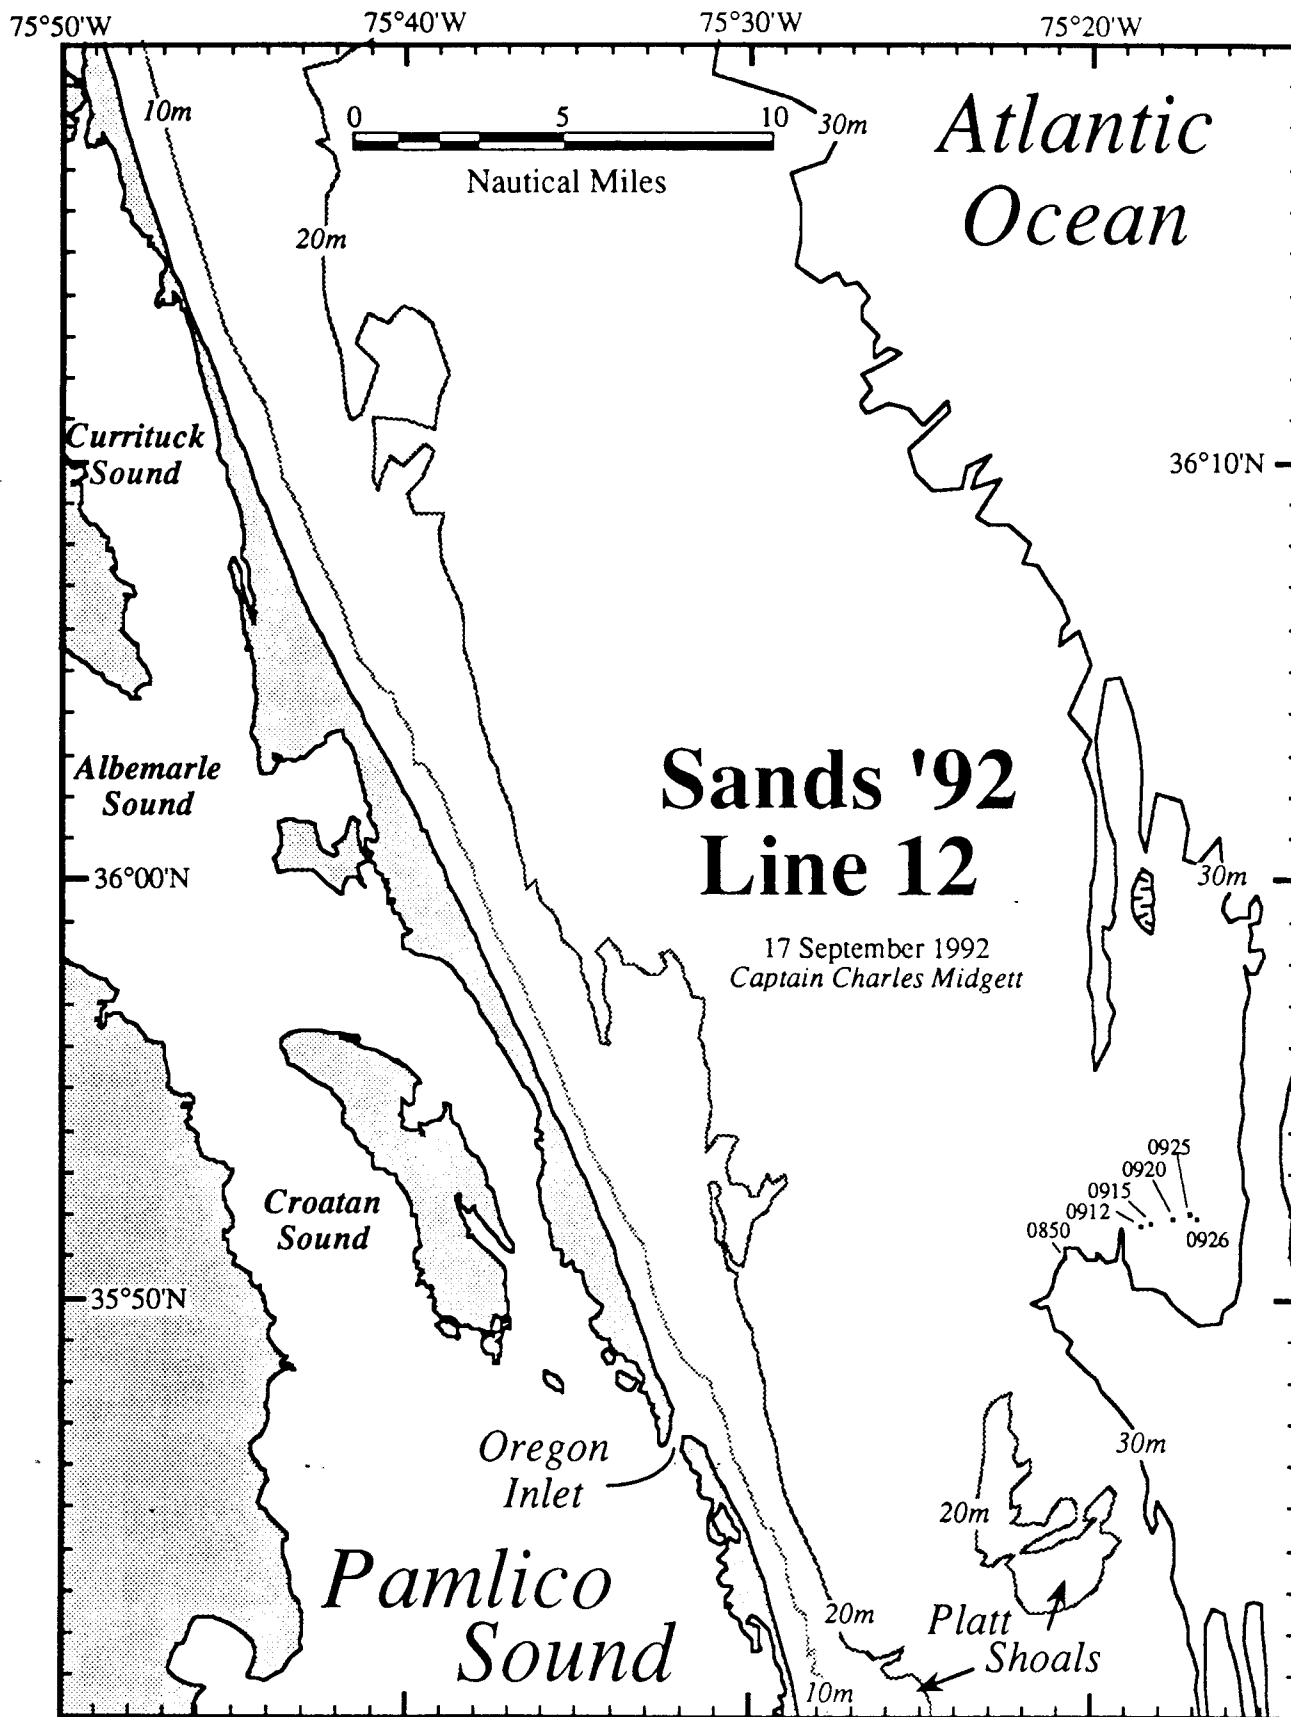 75°50'W
75°40'W
75°30'W
75°20'W
10m
0
5
10
Nautical Miles
30m
Atlantic
Ocean
20m
Currituck
Sound
36°10'N
Albemarle
Sound
Sands '92
Line 12
36°00'N
30m
17 September 1992
Captain Charles Midgett
0925
0920
0915
0912
0850
0926
Croatan
Sound
35°50'N
Oregon
Inlet
30m
20m
Pamlico
Sound
20m
Platt
Shoals
10m